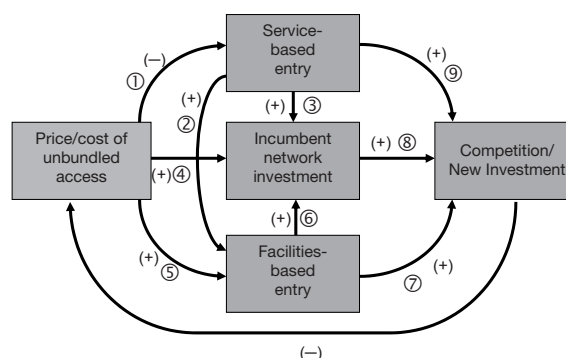 Service-
based
entry
(—)
①
(+)
⑨
(+)
②
(+)
③
Price/cost of
unbundled
access
Incumbent
network
investment
Competition/
New Investment
(+)
④
(+)
⑧
(+)
⑥
(+)
⑤
Facilities-
based
entry
⑦
(+)
(—)